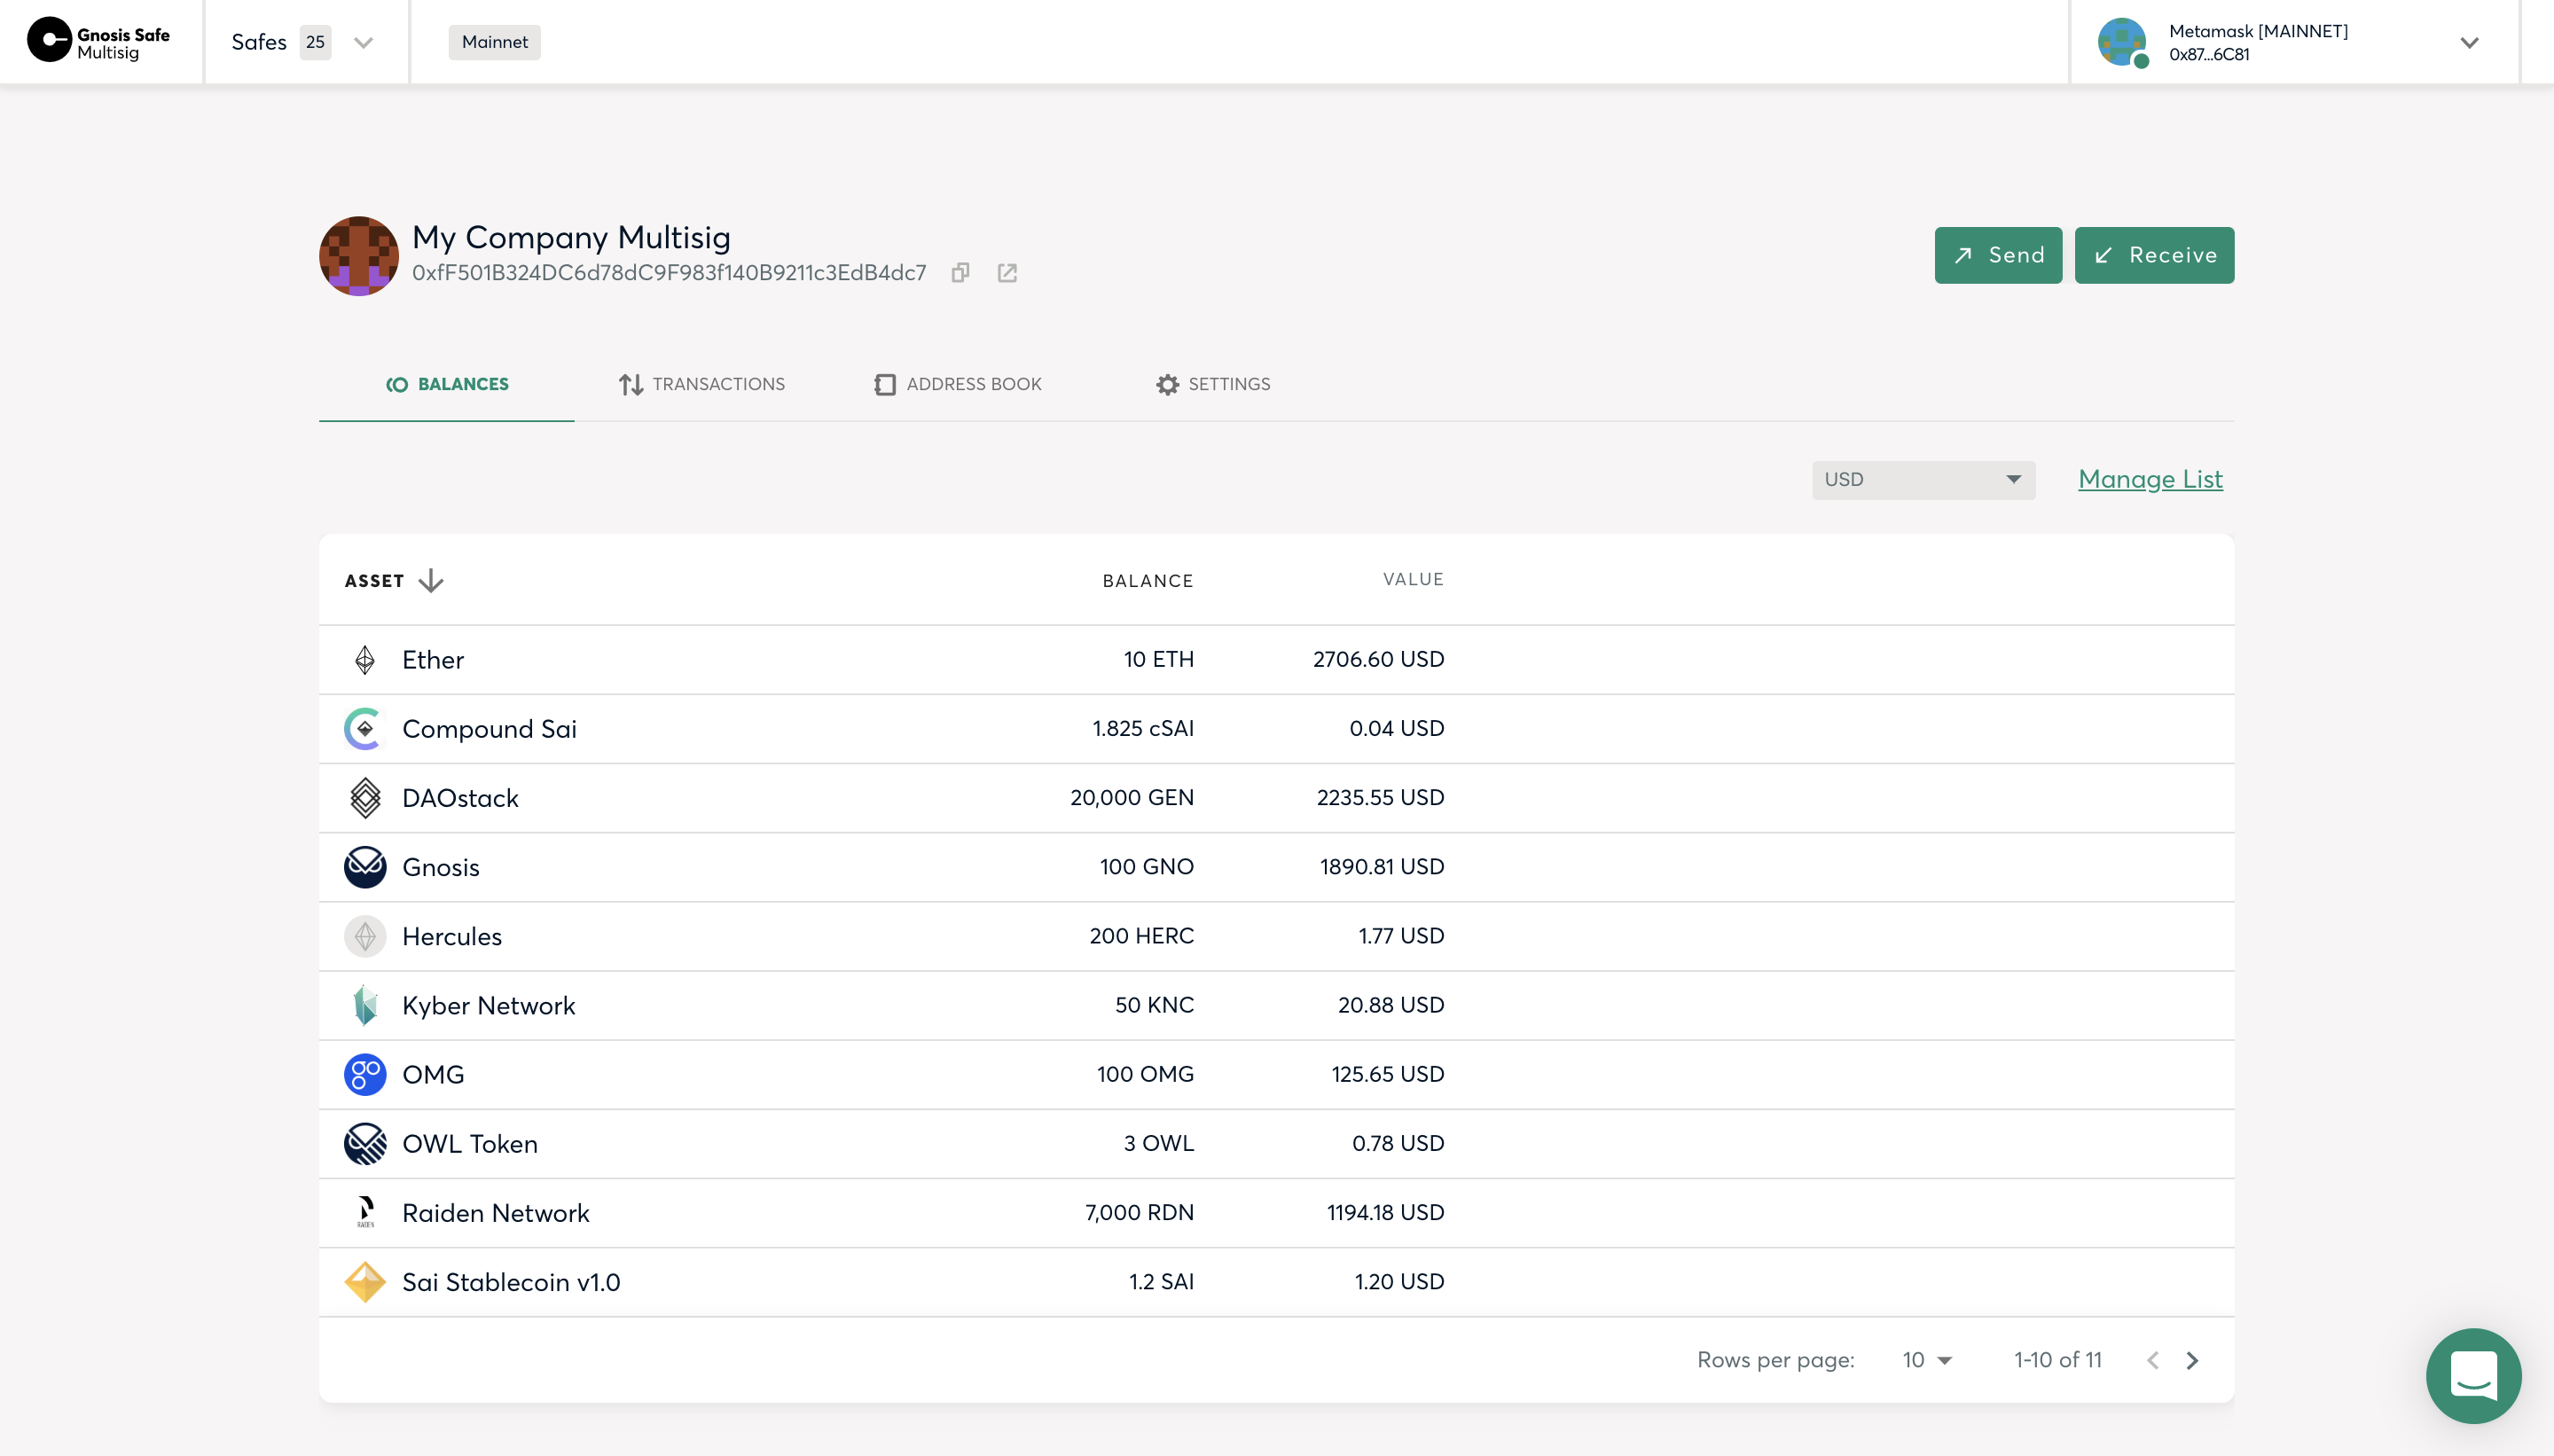 Gnosis Safe
Multisig
Safes 25
Mainnet
Metamask [MAINNET]
0x87...6C81
My Company Multisig
0xfF501B324DC6d78dC9F983f140B9211c3EdB4dc7
Send
Receive
BALANCES
TRANSACTIONS
ADDRESS BOOK
SETTINGS
USD
Manage List
ASSET BALANCE VALUE
Ether 10 ETH 2706.60 USD
Compound Sai 1.825 cSAI 0.04 USD
DAOstack 20,000 GEN 2235.55 USD
Gnosis 100 GNO 1890.81 USD
Hercules 200 HERC 1.77 USD
Kyber Network 50 KNC 20.88 USD
OMG 100 OMG 125.65 USD
OWL Token 3 OWL 0.78 USD
RAIDEN Raiden Network 7,000 RDN 1194.18 USD
Sai Stablecoin v1.0 1.2 SAI 1.20 USD
Rows per page: 10 1-10 of 11